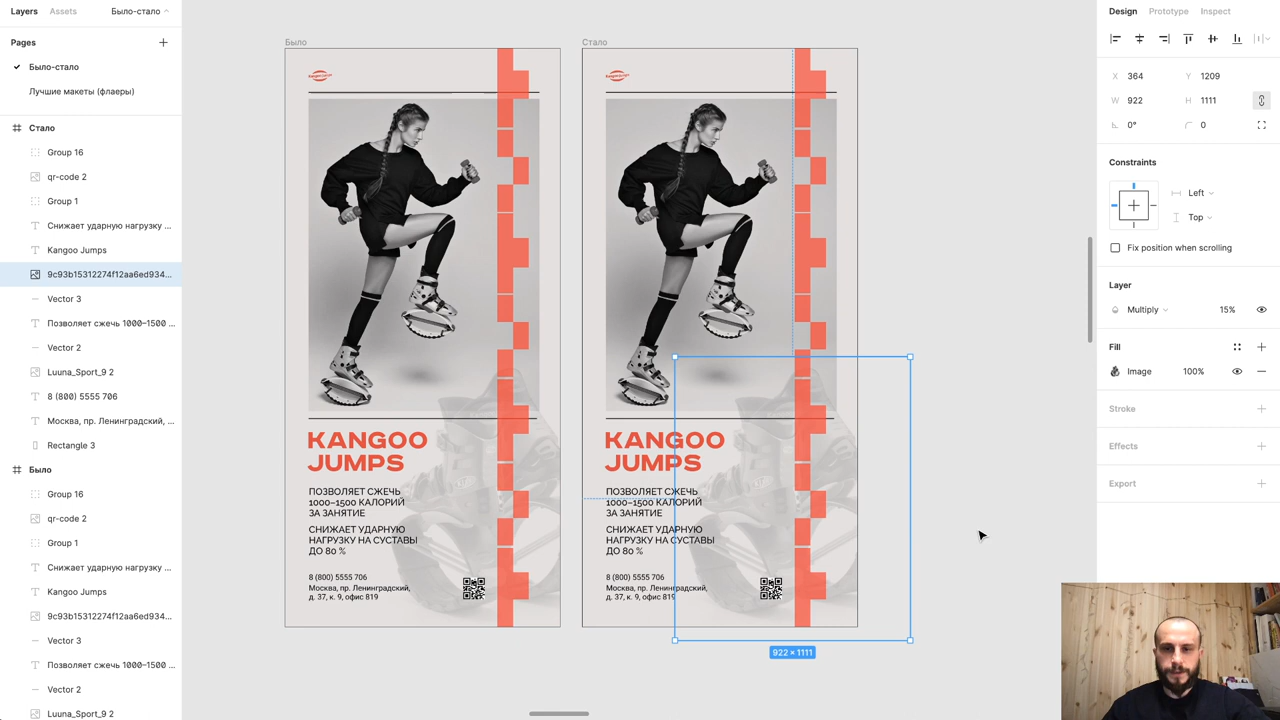 Layers Assets Было-стало
Pages
Было-стало
Лучшие макеты (флаеры)
Стало
Group 16
qr-code 2
Group 1
Снижает ударную нагрузку ...
Kangoo Jumps
9c93b15312274f12aa6ed934...
Vector 3
Позволяет сжечь 1000–1500 ...
Vector 2
Luuna_Sport_9 2
8 (800) 5555 706
Москва, пр. Ленинградский, ...
Rectangle 3
Было
Group 16
qr-code 2
Group 1
Снижает ударную нагрузку ...
Kangoo Jumps
9c93b15312274f12aa6ed934...
Vector 3
Позволяет сжечь 1000–1500 ...
Vector 2
Luuna_Sport_9 2
Было
KANGOO
JUMPS
ПОЗВОЛЯЕТ СЖЕЧЬ
1000–1500 КАЛОРИЙ
ЗА ЗАНЯТИЕ
СНИЖАЕТ УДАРНУЮ
НАГРУЗКУ НА СУСТАВЫ
ДО 80 %
8 (800) 5555 706
Москва, пр. Ленинградский,
д. 37, к. 9, офис 819
Стало
KANGOO
JUMPS
ПОЗВОЛЯЕТ СЖЕЧЬ
1000–1500 КАЛОРИЙ
ЗА ЗАНЯТИЕ
СНИЖАЕТ УДАРНУЮ
НАГРУЗКУ НА СУСТАВЫ
ДО 80 %
8 (800) 5555 706
Москва, пр. Ленинградский,
д. 37, к. 9, офис 819
922 × 1111
Design Prototype Inspect
X 364 Y 1209
W 922 H 1111
0° 0
Constraints
Left
Top
Fix position when scrolling
Layer
Multiply 15%
Fill
Image 100%
Stroke
Effects
Export